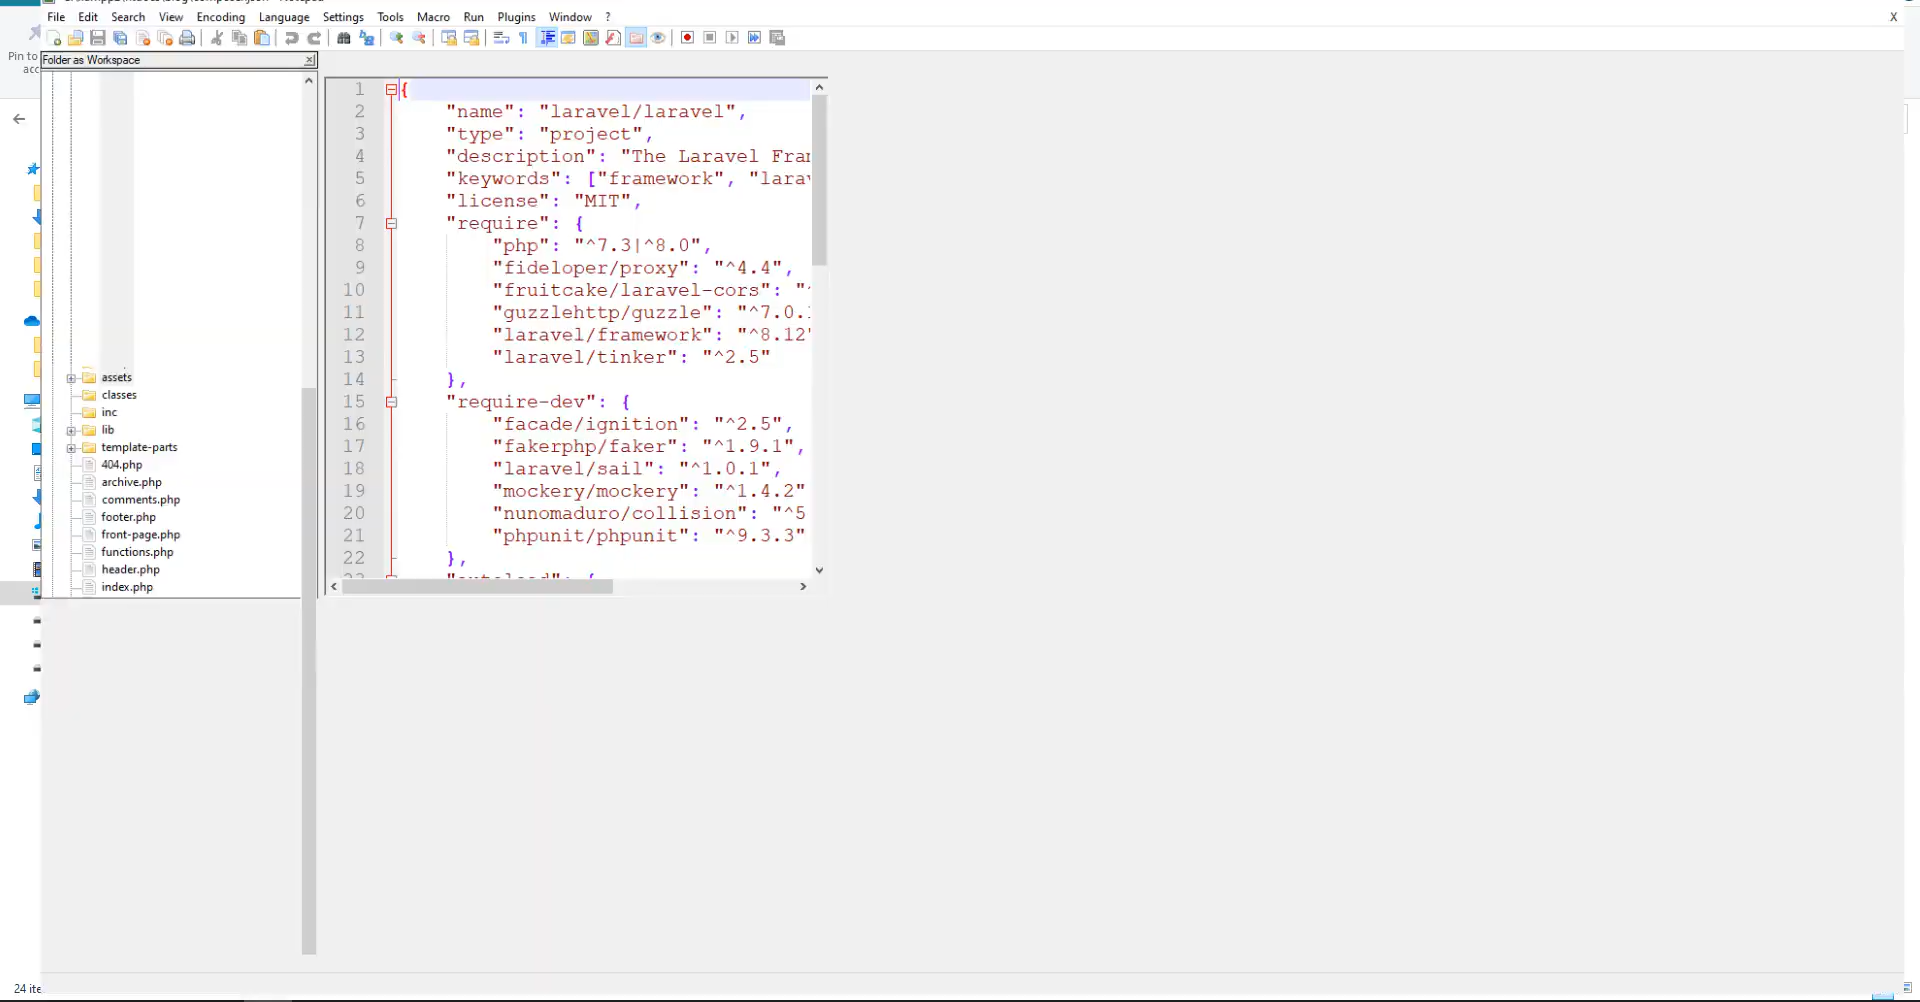 File Edit Search View Encoding Language Settings Tools Macro Run Plugins Window ? X
Pin to
acc
Folder as Workspace
assets
classes
inc
lib
template-parts
404.php
archive.php
comments.php
footer.php
front-page.php
functions.php
header.php
index.php
1 {
2 "name": "laravel/laravel",
3 "type": "project",
4 "description": "The Laravel Fra
5 "keywords": ["framework", "lara
6 "license": "MIT",
7 "require": {
8 "php": "^7.3|^8.0",
9 "fideloper/proxy": "^4.4",
10 "fruitcake/laravel-cors": "^
11 "guzzlehttp/guzzle": "^7.0.
12 "laravel/framework": "^8.12"
13 "laravel/tinker": "^2.5"
14 },
15 "require-dev": {
16 "facade/ignition": "^2.5",
17 "fakerphp/faker": "^1.9.1",
18 "laravel/sail": "^1.0.1",
19 "mockery/mockery": "^1.4.2"
20 "nunomaduro/collision": "^5
21 "phpunit/phpunit": "^9.3.3"
22 },
24 ite